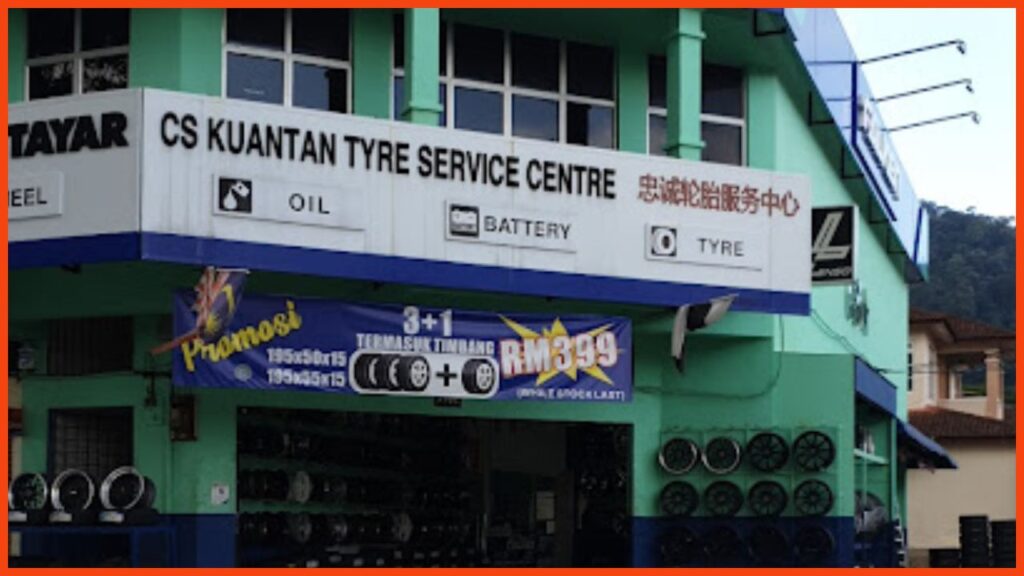 TAYAR
EEL
CS KUANTAN TYRE SERVICE CENTRE
忠诚轮胎服务中心
OIL
BATTERY
TYRE
Promosi
3+1
TERMASUK TIMBANG
195x50x15
195x55x15
+
RM399
(WHILE STOCK LAST)